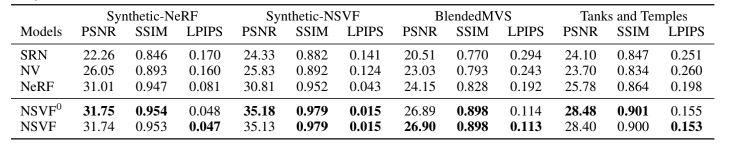 Synthetic-NeRF Synthetic-NSVF BlendedMVS Tanks and Temples
Models PSNR SSIM LPIPS PSNR SSIM LPIPS PSNR SSIM LPIPS PSNR SSIM LPIPS
SRN 22.26 0.846 0.170 24.33 0.882 0.141 20.51 0.770 0.294 24.10 0.847 0.251
NV 26.05 0.893 0.160 25.83 0.892 0.124 23.03 0.793 0.243 23.70 0.834 0.260
NeRF 31.01 0.947 0.081 30.81 0.952 0.043 24.15 0.828 0.192 25.78 0.864 0.198
NSVF⁰ 31.75 0.954 0.048 35.18 0.979 0.015 26.89 0.898 0.114 28.48 0.901 0.155
NSVF 31.74 0.953 0.047 35.13 0.979 0.015 26.90 0.898 0.113 28.40 0.900 0.153